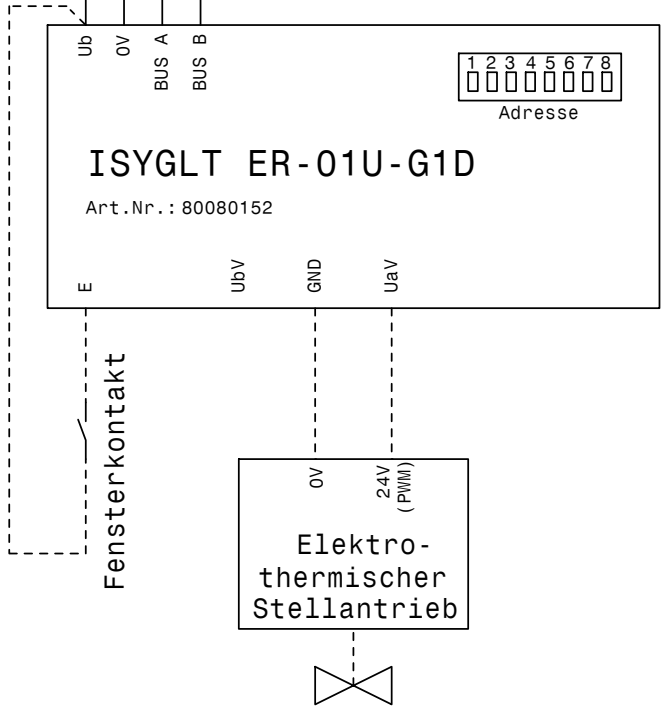 Ub
0V
BUS A
BUS B
1 2 3 4 5 6 7 8
Adresse
ISYGLT ER-01U-G1D
Art.Nr.: 80080152
E
UbV
GND
UaV
Fensterkontakt
0V
24V
(PWM)
Elektro-
thermischer
Stellantrieb